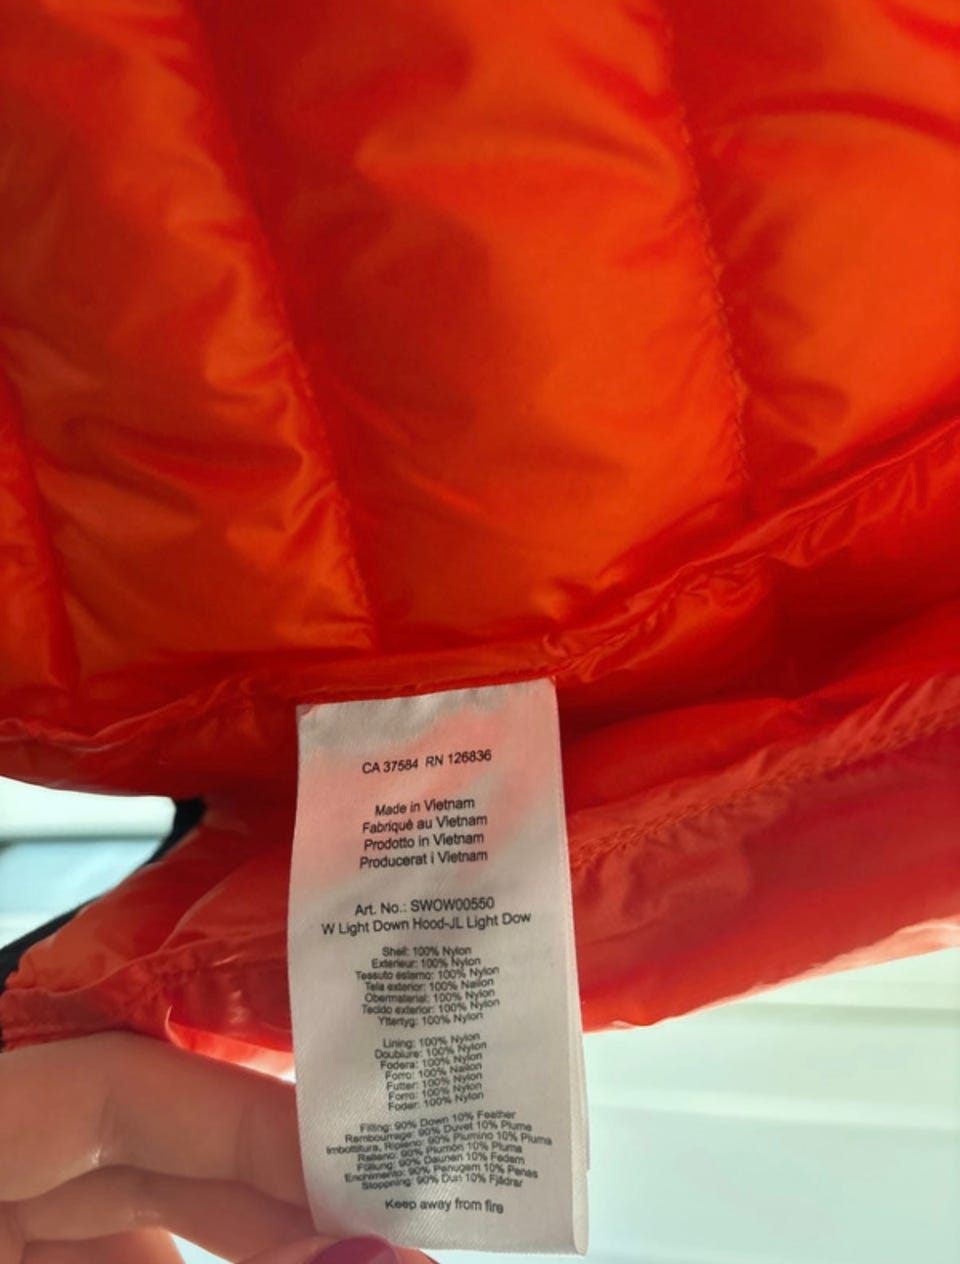 CA 37584 RN 126836
Made in Vietnam
Fabriqué au Vietnam
Prodotto in Vietnam
Producerat i Vietnam
Art. No.: SWOW00550
W Light Down Hood-JL Light Dow
Shell: 100% Nylon
Exterieur: 100% Nylon
Tessuto esterno: 100% Nylon
Tela exterior: 100% Nailon
Obermaterial: 100% Nylon
Tecido exterior: 100% Nylon
Yttertyg: 100% Nylon
Lining: 100% Nylon
Doublure: 100% Nylon
Fodera: 100% Nylon
Forro: 100% Nailon
Futter: 100% Nylon
Forro: 100% Nylon
Foder: 100% Nylon
Filling: 90% Down 10% Feather
Rembourrage: 90% Duvet 10% Plume
Imbottitura, Ripieno: 90% Piumino 10% Piuma
Relleno: 90% Plumón 10% Pluma
Füllung: 90% Daunen 10% Federn
Enchimento: 90% Penugem 10% Penas
Stoppning: 90% Dun 10% Fjädrar
Keep away from fire